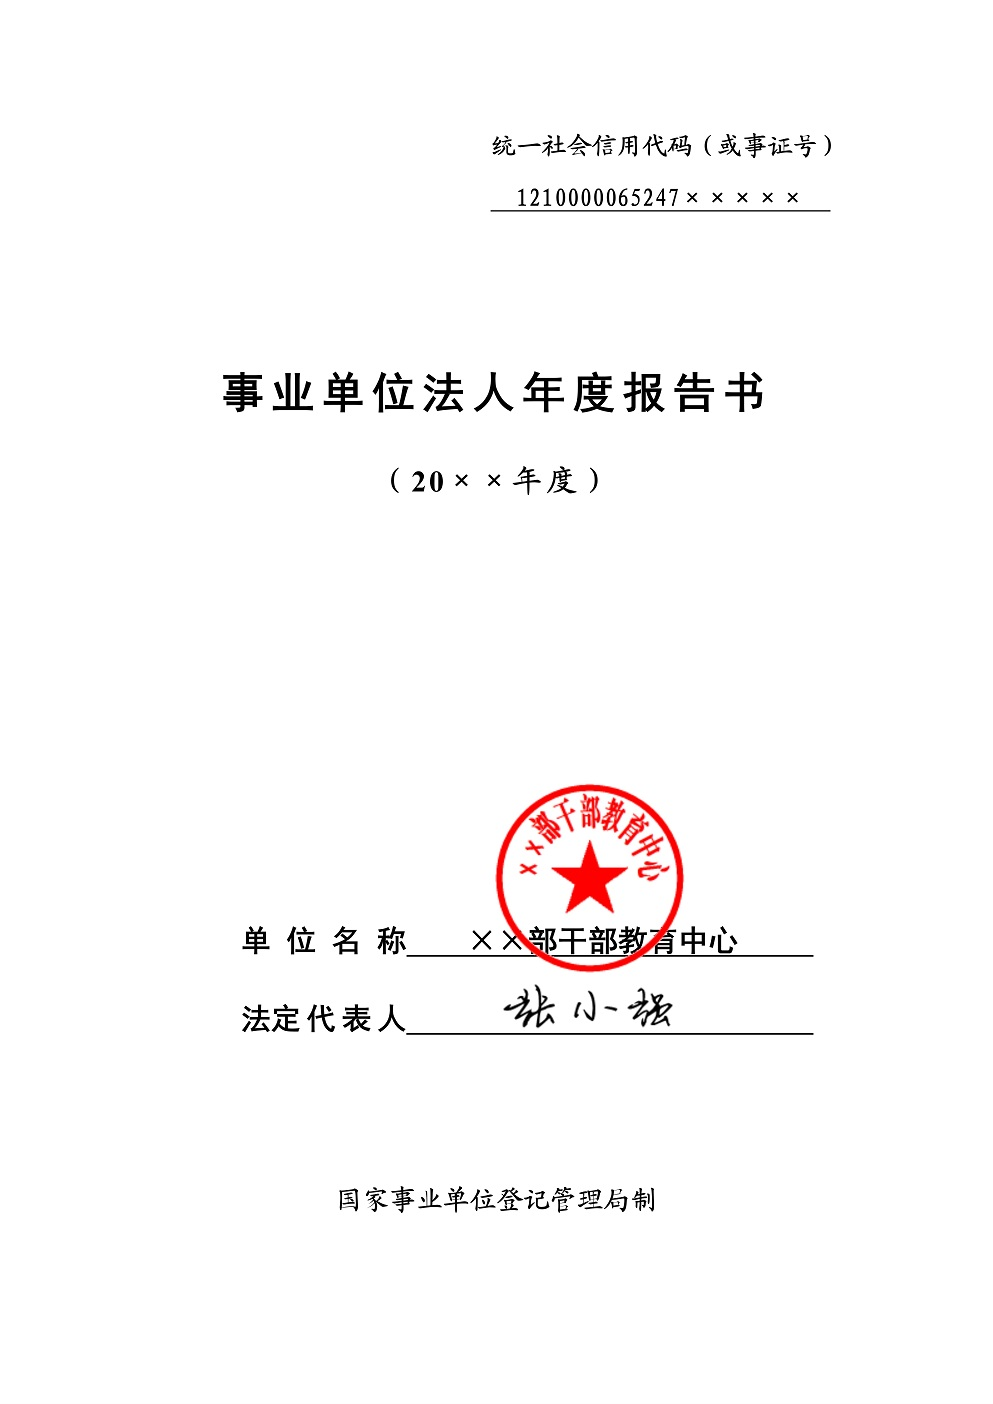 统一社会信用代码（或事证号）
1210000065247×××××
事业单位法人年度报告书
（20××年度）
××部干部教育中心
单位名称 ××部干部教育中心
法定代表人 张小强
国家事业单位登记管理局制